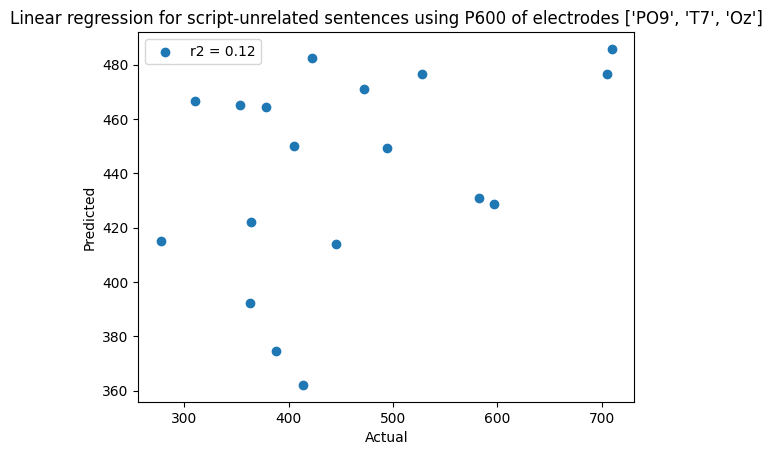 Linear regression for script-unrelated sentences using P600 of electrodes ['PO9', 'T7', 'Oz']
r2 = 0.12
480
460
440
420
400
380
360
Predicted
300 400 500 600 700
Actual